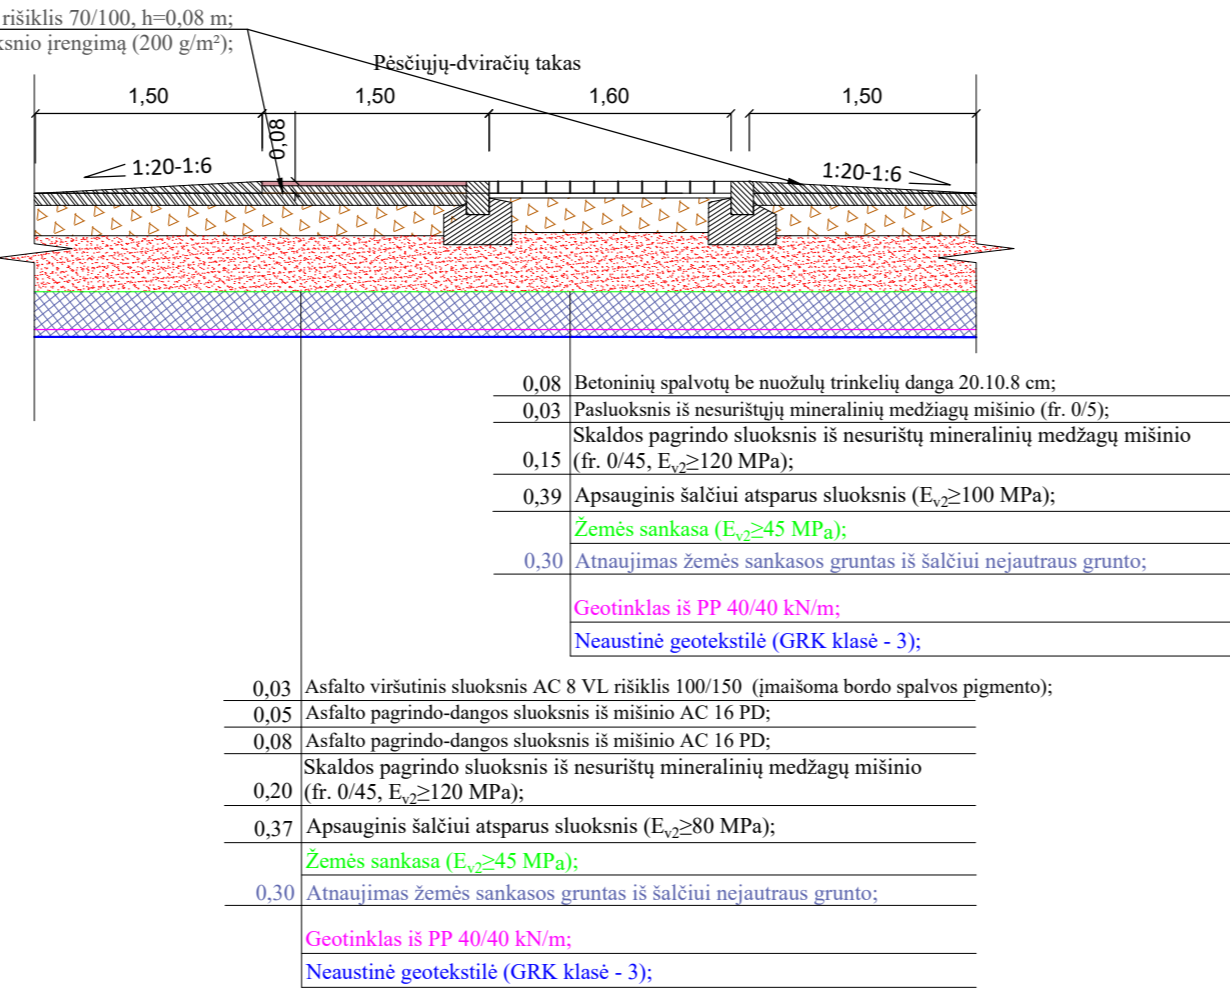 rišiklis 70/100, h=0,08 m;
ksnio įrengimą (200 g/m²);
Pėsčiųjų-dviračių takas
1,50 1,50 1,60 1,50
0,08
1:20-1:6 1:20-1:6
0,08 Betoninių spalvotų be nuožulų trinkelių danga 20.10.8 cm;
0,03 Pasluoksnis iš nesurištųjų mineralinių medžiagų mišinio (fr. 0/5);
Skaldos pagrindo sluoksnis iš nesurištų mineralinių medžagų mišinio
0,15 (fr. 0/45, Ev2≥120 MPa);
0,39 Apsauginis šalčiui atsparus sluoksnis (Ev2≥100 MPa);
Žemės sankasa (Ev2≥45 MPa);
0,30 Atnaujimas žemės sankasos gruntas iš šalčiui nejautraus grunto;
Geotinklas iš PP 40/40 kN/m;
Neaustinė geotekstilė (GRK klasė - 3);
0,03 Asfalto viršutinis sluoksnis AC 8 VL rišiklis 100/150 (įmaišoma bordo spalvos pigmento);
0,05 Asfalto pagrindo-dangos sluoksnis iš mišinio AC 16 PD;
0,08 Asfalto pagrindo-dangos sluoksnis iš mišinio AC 16 PD;
Skaldos pagrindo sluoksnis iš nesurištų mineralinių medžagų mišinio
0,20 (fr. 0/45, Ev2≥120 MPa);
0,37 Apsauginis šalčiui atsparus sluoksnis (Ev2≥80 MPa);
Žemės sankasa (Ev2≥45 MPa);
0,30 Atnaujimas žemės sankasos gruntas iš šalčiui nejautraus grunto;
Geotinklas iš PP 40/40 kN/m;
Neaustinė geotekstilė (GRK klasė - 3);